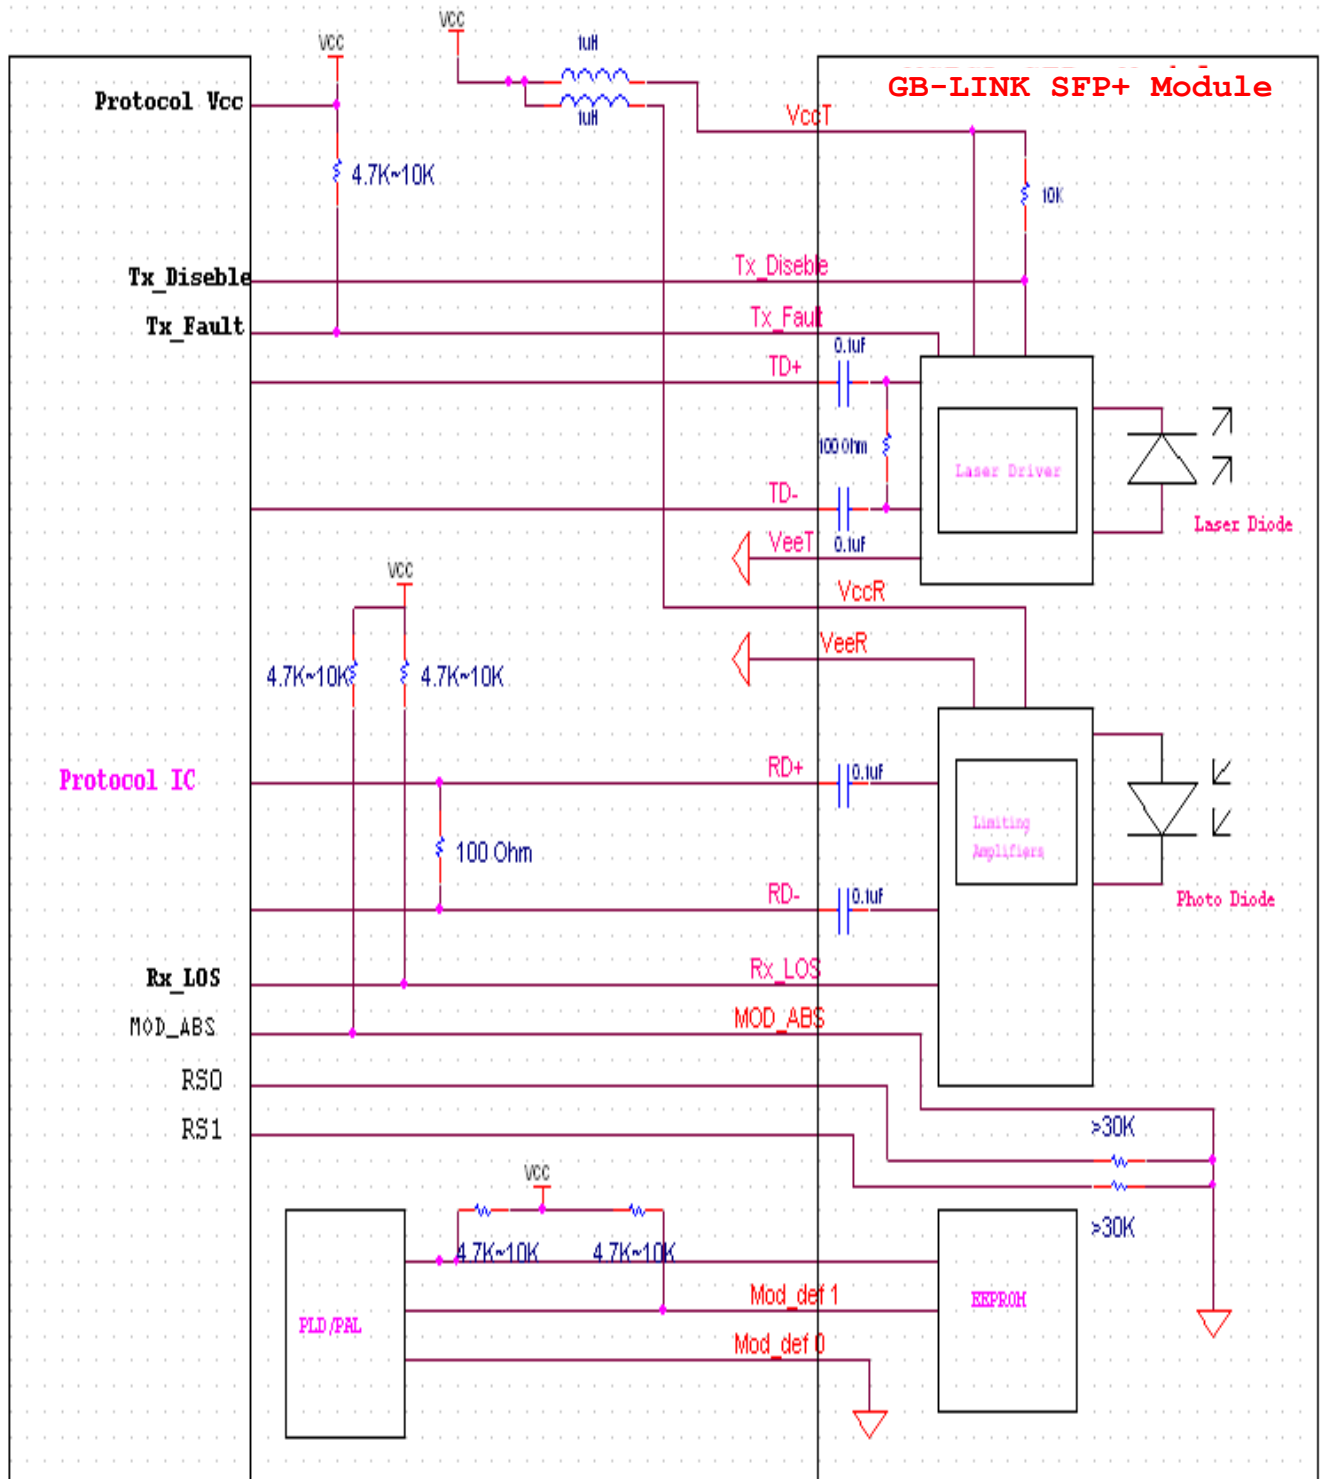 VCC
VCC
1uH
GB-LINK SFP+ Module
Protocol Vcc
1uH
VccT
4.7K~10K
10K
Tx_Diseble
Tx_Diseble
Tx_Fault
Tx_Fault
0.1uF
TD+
100 Ohm
Laser Driver
TD-
Laser Diode
VeeT
0.1uF
VCC
VccR
VeeR
4.7K~10K
4.7K~10K
Protocol IC
RD+
0.1uF
Limiting
Amplifiers
100 Ohm
RD-
0.1uF
Photo Diode
Rx_LOS
Rx_LOS
MOD_ABS
MOD_ABS
RS0
RS1
>30K
VCC
>30K
4.7K~10K
4.7K~10K
Mod_def 1
EEPROM
PLD/PAL
Mod_def 0